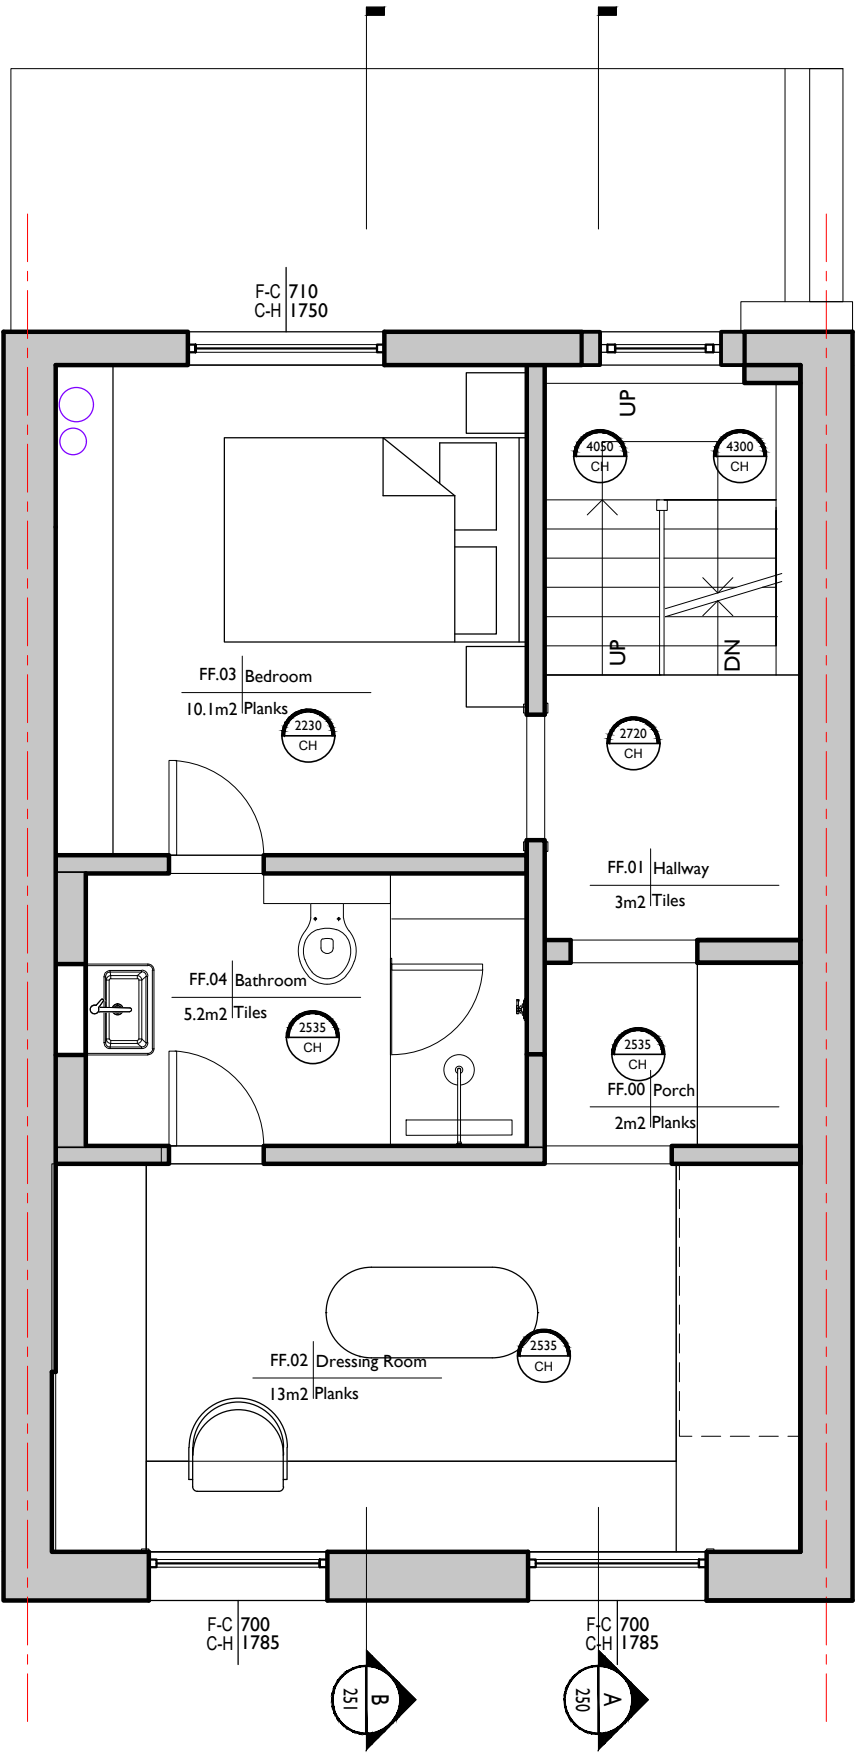 F-C 710
C-H 1750
UP
4050
CH
4300
CH
UP
DN
FF.03 Bedroom
10.1m2 Planks
2230
CH
2720
CH
FF.01 Hallway
3m2 Tiles
FF.04 Bathroom
5.2m2 Tiles
2535
CH
2535
CH
FF.00 Porch
2m2 Planks
2535
CH
FF.02 Dressing Room
13m2 Planks
F-C 700
C-H 1785
F-C 700
C-H 1785
B
251
A
250